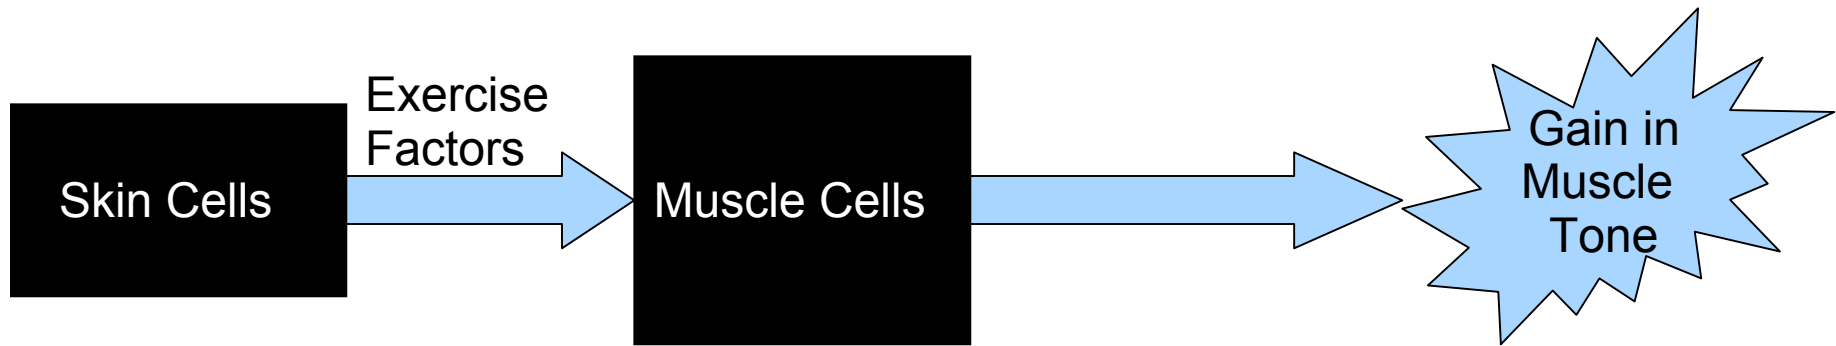 Skin Cells
Exercise
Factors
Muscle Cells
Gain in
Muscle
Tone